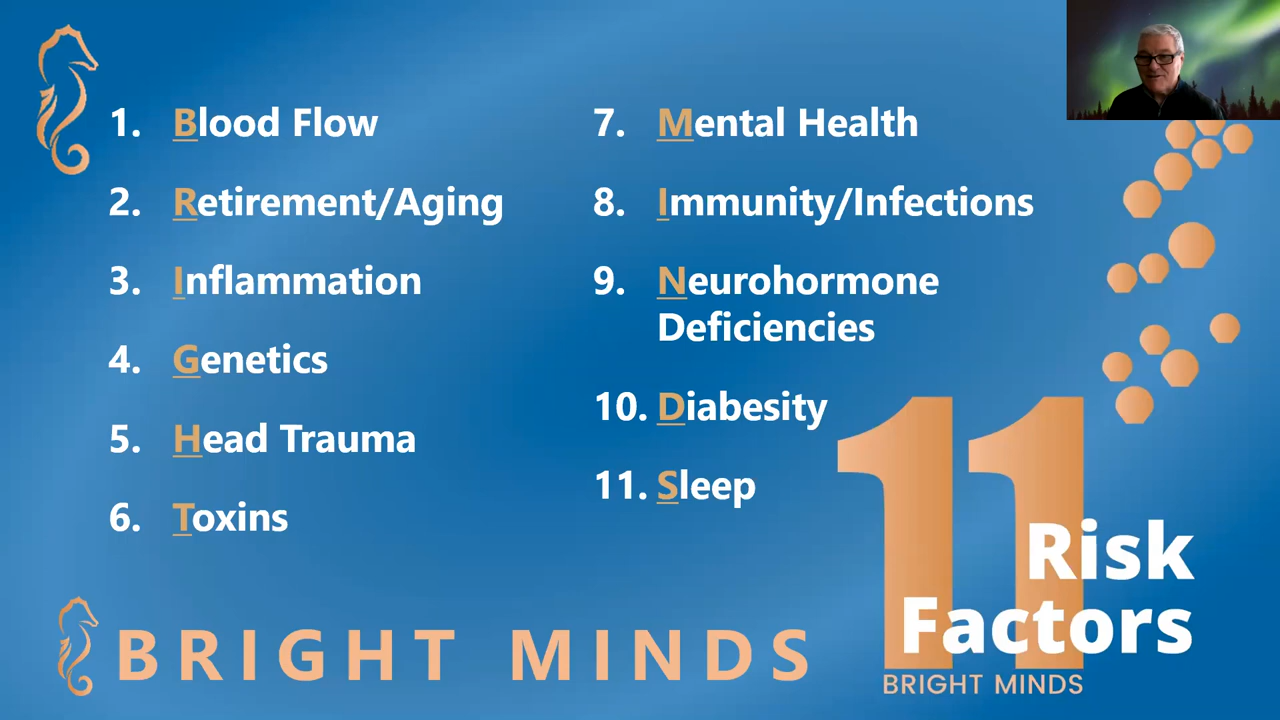 1. Blood Flow
2. Retirement/Aging
3. Inflammation
4. Genetics
5. Head Trauma
6. Toxins
7. Mental Health
8. Immunity/Infections
9. Neurohormone
Deficiencies
10. Diabesity
11. Sleep
BRIGHT MINDS
11
Risk
Factors
BRIGHT MINDS